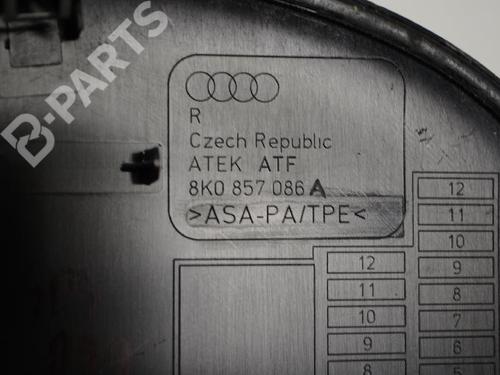 B-PARTS
R
Czech Republic
ATEK ATF
8K0 857 086 A
>ASA-PA/TPE<
12
11
10
9
8
7
6
5
12
11
10
9
8